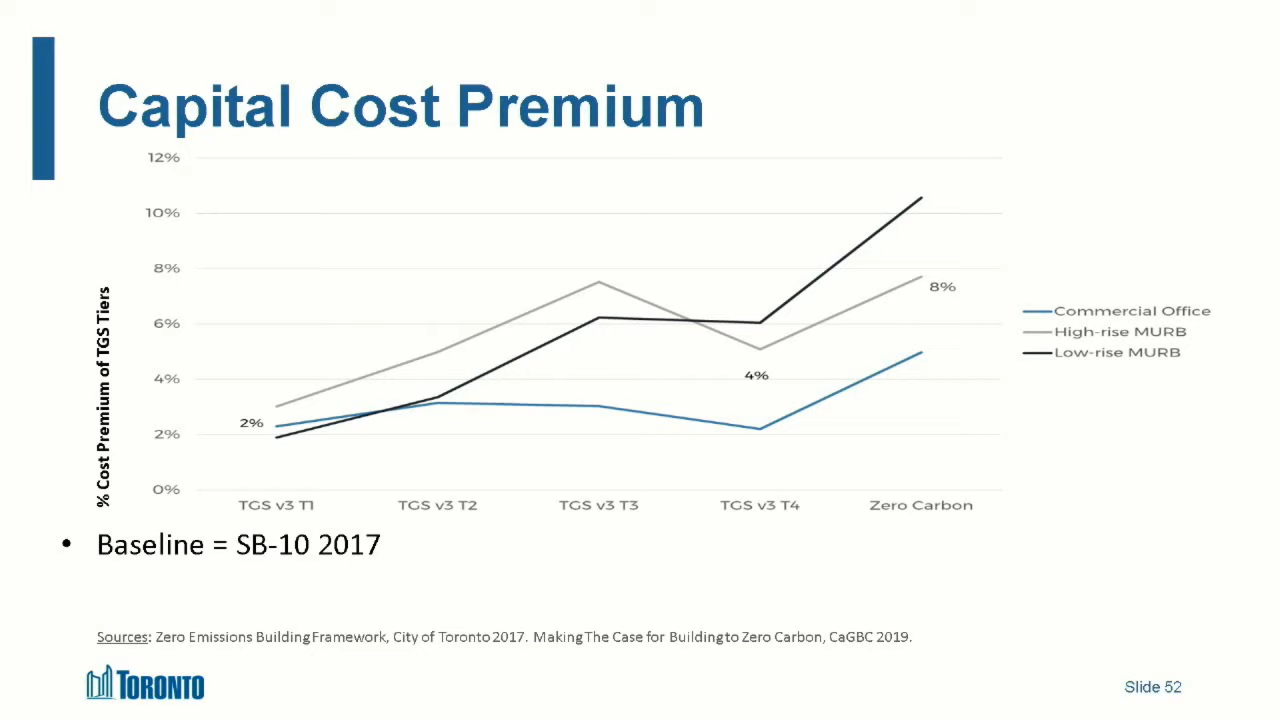 Capital Cost Premium
12%
10%
8%
6%
4%
2%
0%
% Cost Premium of TGS Tiers
2%
4%
8%
TGS v3 T1
TGS v3 T2
TGS v3 T3
TGS v3 T4
Zero Carbon
Commercial Office
High-rise MURB
Low-rise MURB
• Baseline = SB-10 2017
Sources: Zero Emissions Building Framework, City of Toronto 2017. Making The Case for Building to Zero Carbon, CaGBC 2019.
TORONTO
Slide 52